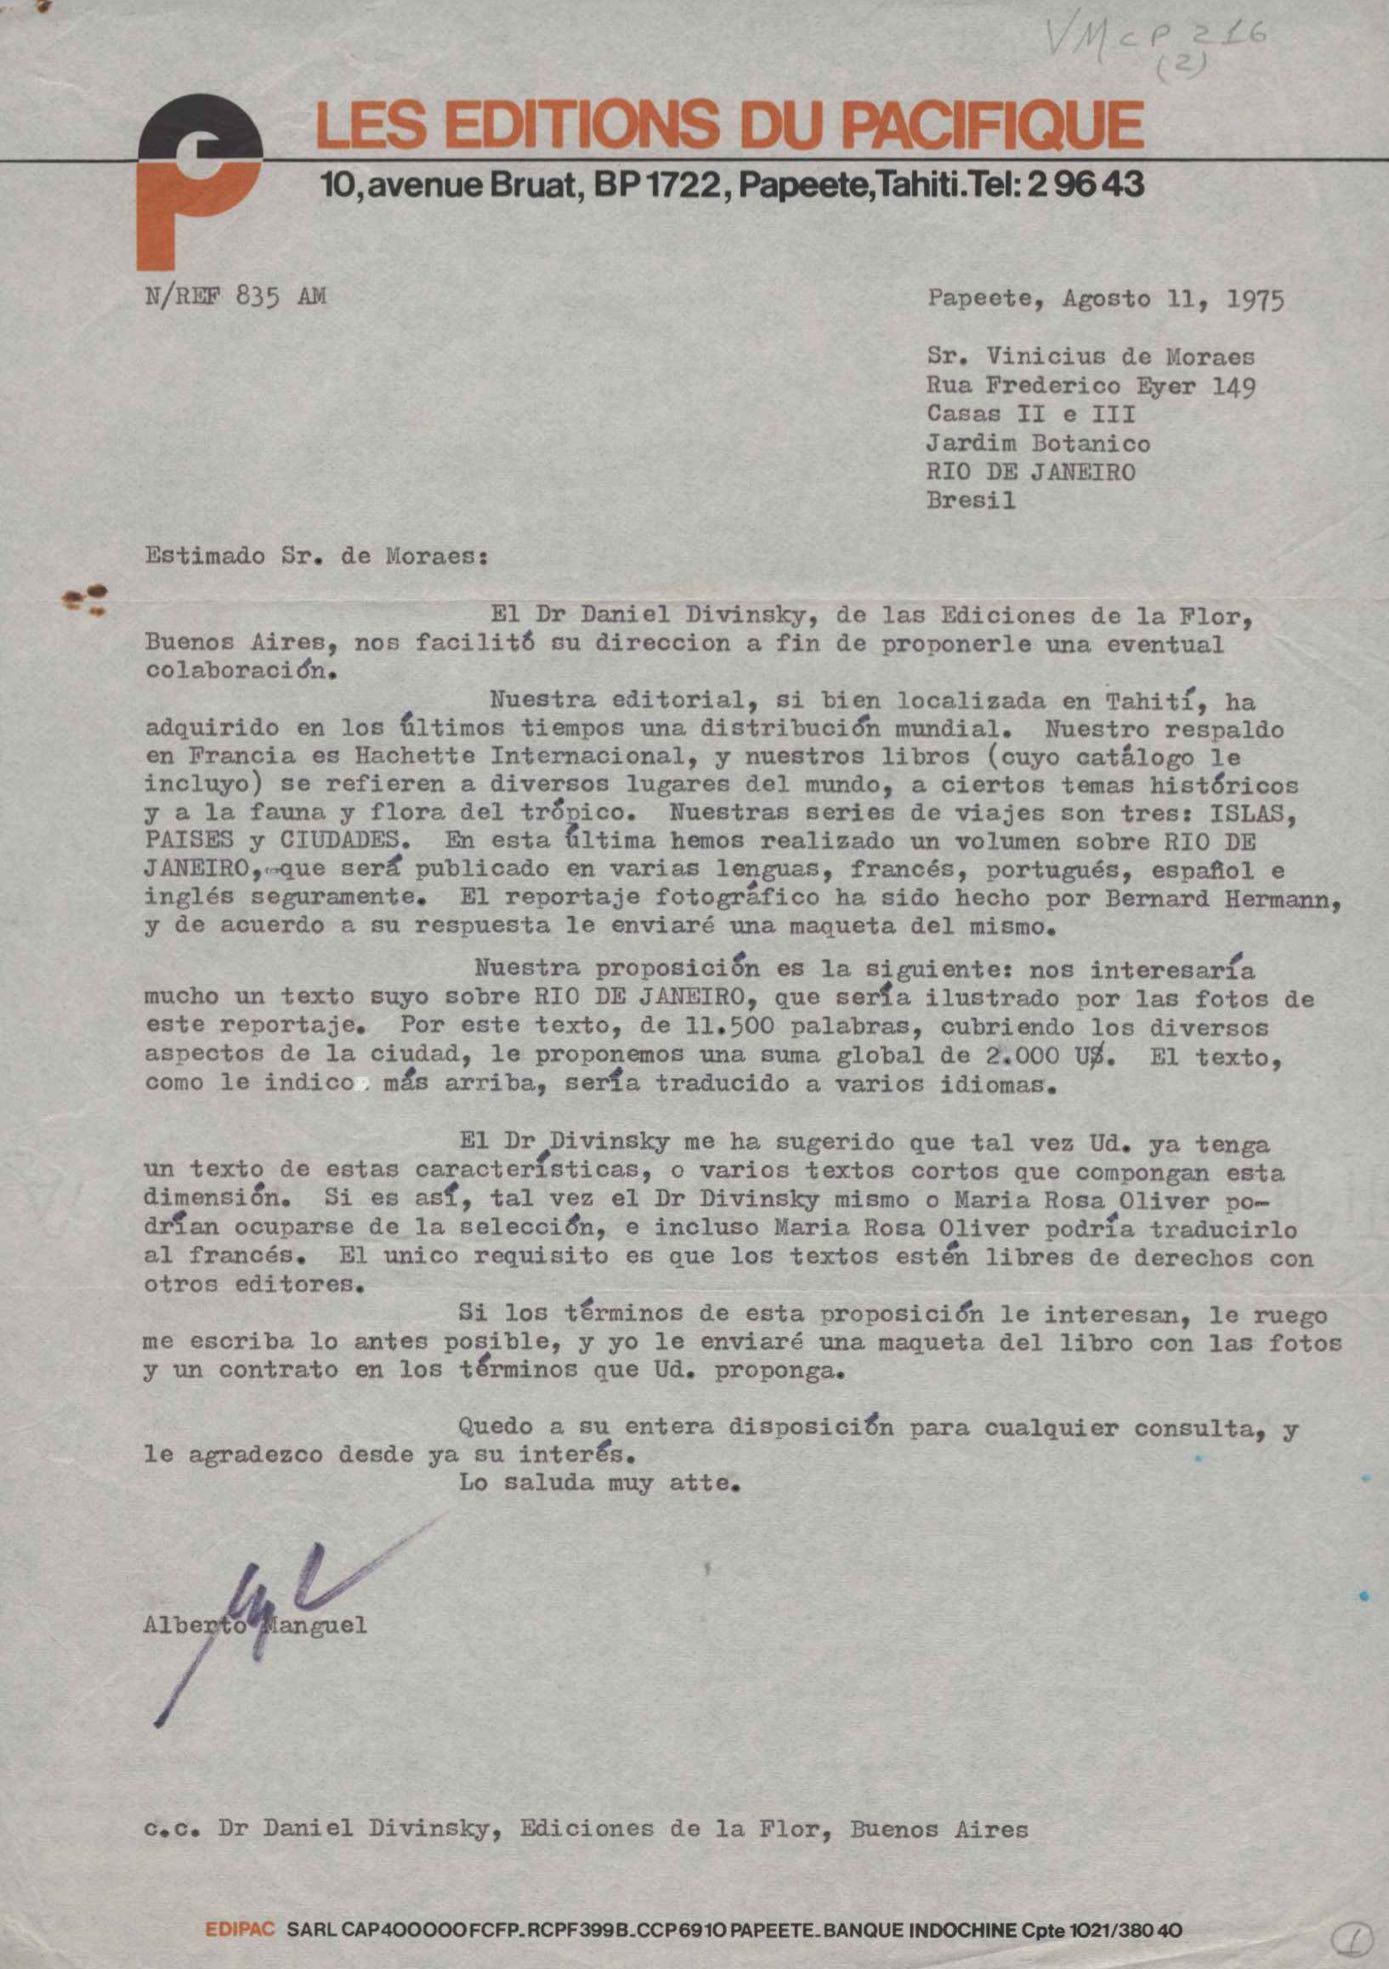 VMcP 216
(2)
LES EDITIONS DU PACIFIQUE
10, avenue Bruat, BP 1722, Papeete, Tahiti. Tel: 2 96 43
N/REF 835 AM
Papeete, Agosto 11, 1975
Sr. Vinicius de Moraes
Rua Frederico Eyer 149
Casas II e III
Jardim Botanico
RIO DE JANEIRO
Bresil
Estimado Sr. de Moraes:
El Dr Daniel Divinsky, de las Ediciones de la Flor,
Buenos Aires, nos facilitó su direccion a fin de proponerle una eventual
colaboración.
Nuestra editorial, si bien localizada en Tahití, ha
adquirido en los últimos tiempos una distribución mundial. Nuestro respaldo
en Francia es Hachette Internacional, y nuestros libros (cuyo catálogo le
incluyo) se refieren a diversos lugares del mundo, a ciertos temas históricos
y a la fauna y flora del trópico. Nuestras series de viajes son tres: ISLAS,
PAISES y CIUDADES. En esta última hemos realizado un volumen sobre RIO DE
JANEIRO, que será publicado en varias lenguas, francés, portugués, español e
inglés seguramente. El reportaje fotográfico ha sido hecho por Bernard Hermann,
y de acuerdo a su respuesta le enviaré una maqueta del mismo.
Nuestra proposición es la siguiente: nos interesaría
mucho un texto suyo sobre RIO DE JANEIRO, que sería ilustrado por las fotos de
este reportaje. Por este texto, de 11.500 palabras, cubriendo los diversos
aspectos de la ciudad, le proponemos una suma global de 2.000 U$. El texto,
como le indico más arriba, sería traducido a varios idiomas.
El Dr Divinsky me ha sugerido que tal vez Ud. ya tenga
un texto de estas características, o varios textos cortos que compongan esta
dimensión. Si es así, tal vez el Dr Divinsky mismo o Maria Rosa Oliver po-
drían ocuparse de la selección, e incluso Maria Rosa Oliver podría traducirlo
al francés. El unico requisito es que los textos estén libres de derechos con
otros editores.
Si los términos de esta proposición le interesan, le ruego
me escriba lo antes posible, y yo le enviaré una maqueta del libro con las fotos
y un contrato en los términos que Ud. proponga.
Quedo a su entera disposición para cualquier consulta, y
le agradezco desde ya su interés.
Lo saluda muy atte.
Alberto Manguel
c.c. Dr Daniel Divinsky, Ediciones de la Flor, Buenos Aires
EDIPAC SARL CAP 400000 FCFP_RCPF399B_CCP 6910 PAPEETE_BANQUE INDOCHINE Cpte 1021/380 40
1